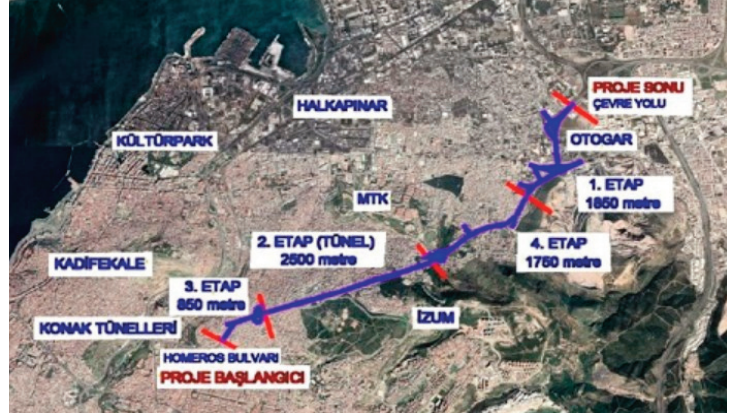 PROJE SONU
ÇEVRE YOLU
HALKAPINAR
KÜLTÜRPARK
OTOGAR
1. ETAP
1850 metre
MTK
2. ETAP (TÜNEL)
2500 metre
4. ETAP
1750 metre
KADİFEKALE
3. ETAP
850 metre
İZUM
KONAK TÜNELLERİ
HOMEROS BULVARI
PROJE BAŞLANGICI